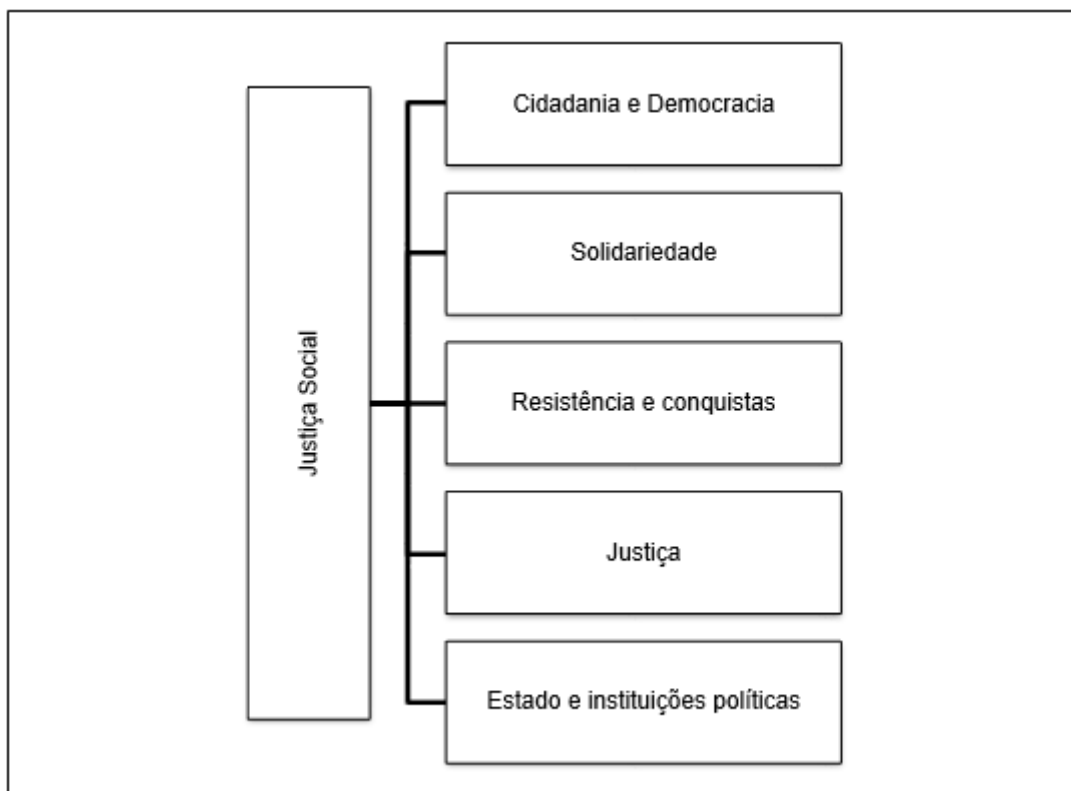 Justiça Social
Cidadania e Democracia
Solidariedade
Resistência e conquistas
Justiça
Estado e instituições políticas